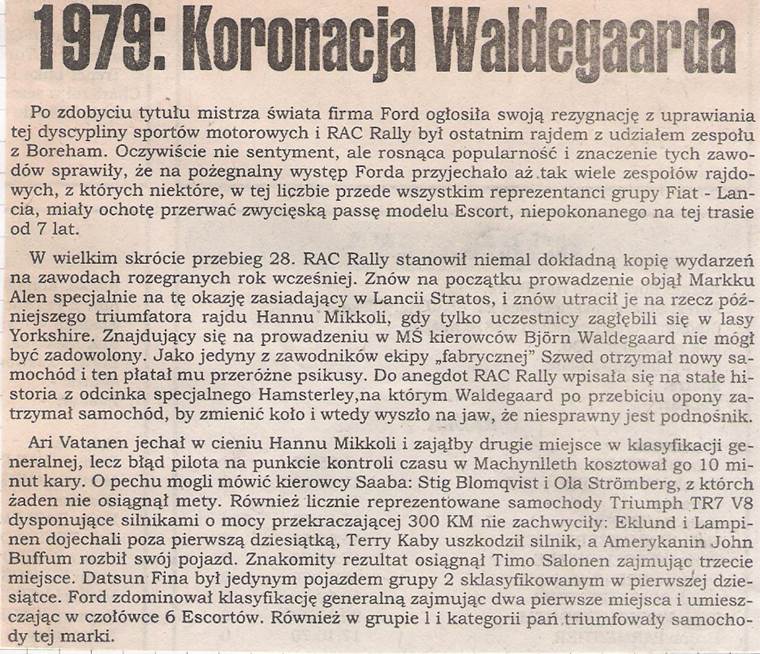 1979: Koronacja Waldegaarda
Po zdobyciu tytułu mistrza świata firma Ford ogłosiła swoją rezygnację z uprawiania
tej dyscypliny sportów motorowych i RAC Rally był ostatnim rajdem z udziałem zespołu
z Boreham. Oczywiście nie sentyment, ale rosnąca popularność i znaczenie tych zawo-
dów sprawiły, że na pożegnalny występ Forda przyjechało aż tak wiele zespołów rajdo-
wych, z których niektóre, w tej liczbie przede wszystkim reprezentanci grupy Fiat - Lan-
cia, miały ochotę przerwać zwycięską passę modelu Escort, niepokonanego na tej trasie
od 7 lat.
W wielkim skrócie przebieg 28. RAC Rally stanowił niemal dokładną kopię wydarzeń
na zawodach rozegranych rok wcześniej. Znów na początku prowadzenie objął Markku
Alen specjalnie na tę okazję zasiadający w Lancii Stratos, i znów utracił je na rzecz póź-
niejszego triumfatora rajdu Hannu Mikkoli, gdy tylko uczestnicy zagłębili się w lasy
Yorkshire. Znajdujący się na prowadzeniu w MŚ kierowców Björn Waldegaard nie mógł
być zadowolony. Jako jedyny z zawodników ekipy „fabrycznej” Szwed otrzymał nowy sa-
mochód i ten płatał mu przeróżne psikusy. Do anegdot RAC Rally wpisała się na stałe hi-
storia z odcinka specjalnego Hamsterley,na którym Waldegaard po przebiciu opony za-
trzymał samochód, by zmienić koło i wtedy wyszło na jaw, że niesprawny jest podnośnik.
Ari Vatanen jechał w cieniu Hannu Mikkoli i zająłby drugie miejsce w klasyfikacji ge-
neralnej, lecz błąd pilota na punkcie kontroli czasu w Machynlleth kosztował go 10 mi-
nut kary. O pechu mogli mówić kierowcy Saaba: Stig Blomqvist i Ola Strömberg, z którch
żaden nie osiągnął mety. Również licznie reprezentowane samochody Triumph TR7 V8
dysponujące silnikami o mocy przekraczającej 300 KM nie zachwyciły: Eklund i Lampi-
nen dojechali poza pierwszą dziesiątką, Terry Kaby uszkodził silnik, a Amerykanin John
Buffum rozbił swój pojazd. Znakomity rezultat osiągnął Timo Salonen zajmując trzecie
miejsce. Datsun Fina był jedynym pojazdem grupy 2 sklasyfikowanym w pierwszej dzie-
siątce. Ford zdominował klasyfikację generalną zajmując dwa pierwsze miejsca i umiesz-
czając w czołówce 6 Escortów. Również w grupie 1 i kategorii pań triumfowały samocho-
dy tej marki.